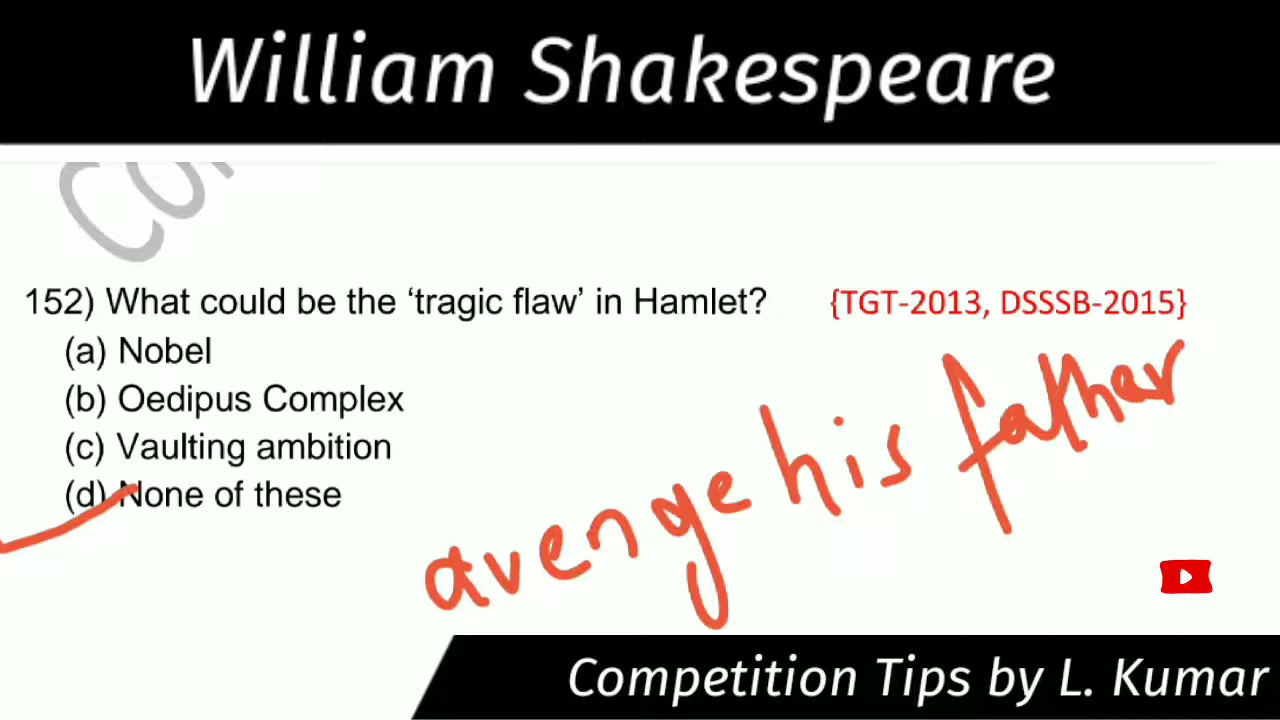 William Shakespeare
152) What could be the ‘tragic flaw’ in Hamlet? {TGT-2013, DSSSB-2015}
(a) Nobel
(b) Oedipus Complex
(c) Vaulting ambition
(d) None of these
avenge his father
Competition Tips by L. Kumar